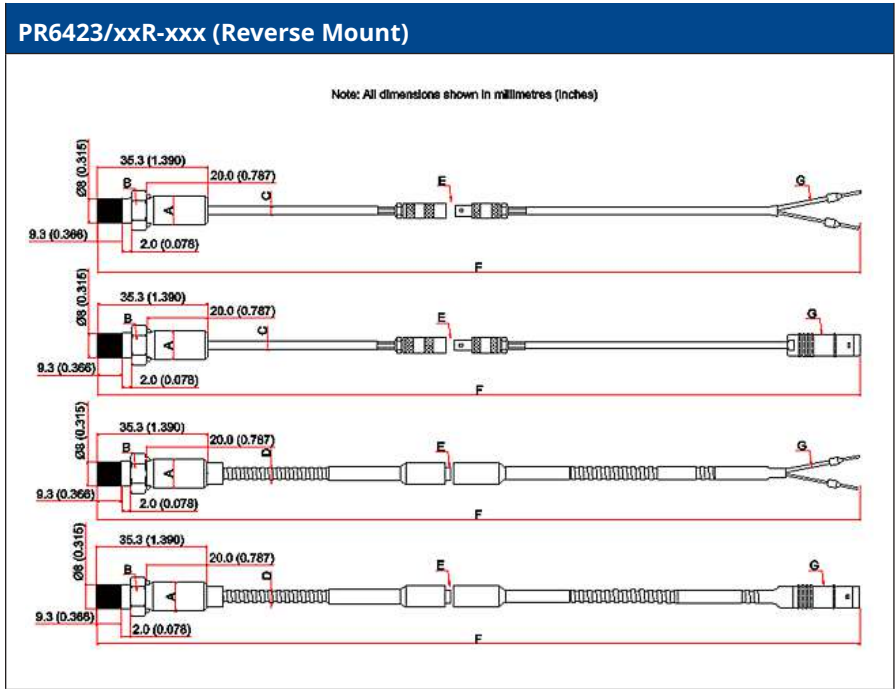 PR6423/xxR-xxx (Reverse Mount)
Note: All dimensions shown in millimetres (inches)
35.3 (1.390)
Ø8 (0.315)
B
20.0 (0.787)
A
C
E
G
9.3 (0.366)
2.0 (0.078)
F
35.3 (1.390)
Ø8 (0.315)
B
20.0 (0.787)
A
C
E
G
9.3 (0.366)
2.0 (0.078)
F
35.3 (1.390)
Ø8 (0.315)
B
20.0 (0.787)
A
D
E
G
9.3 (0.366)
2.0 (0.078)
F
35.3 (1.390)
Ø8 (0.315)
B
20.0 (0.787)
A
D
E
G
9.3 (0.366)
2.0 (0.078)
F